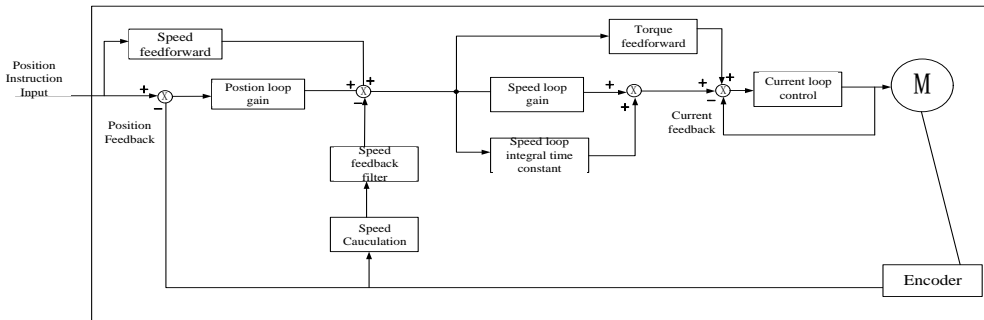 Speed
feedforward
Position
Instruction
Input
+
−
Postion loop
gain
+
+
−
Position
Feedback
Speed
feedback
filter
Speed
Cauculation
Torque
feedforward
Speed loop
gain
+
+
Speed loop
integral time
constant
+
+
−
Current
feedback
Current loop
control
M
Encoder